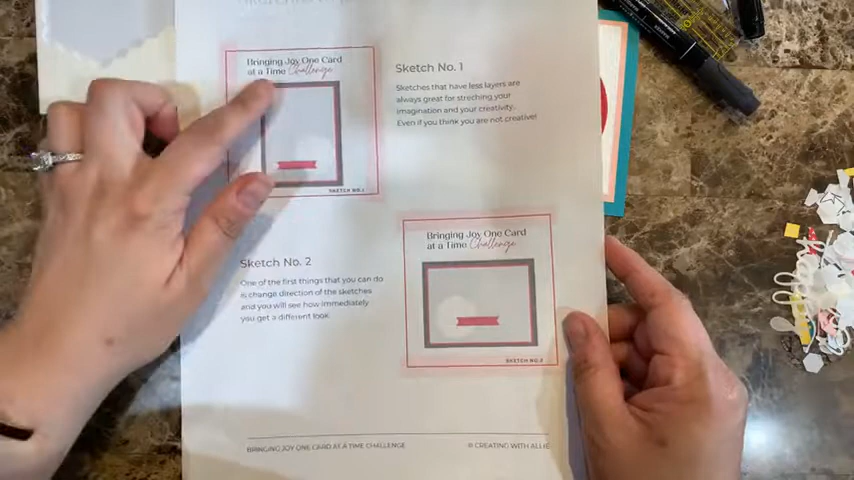 Bringing Joy One Card
at a Time Challenge
SKETCH NO.1
Sketch No. 1
Sketches that have less layers are
always great for streching your
imagination and your creativity.
Even if you think you are not creative!
Sketch No. 2
One of the first things that you can do
is change direction of the sketches
and you will see how immediately
you get a different look.
Bringing Joy One Card
at a Time Challenge
SKETCH NO.2
BRINGING JOY ONE CARD AT A TIME CHALLENGE
© CREATING WITH ALLIE